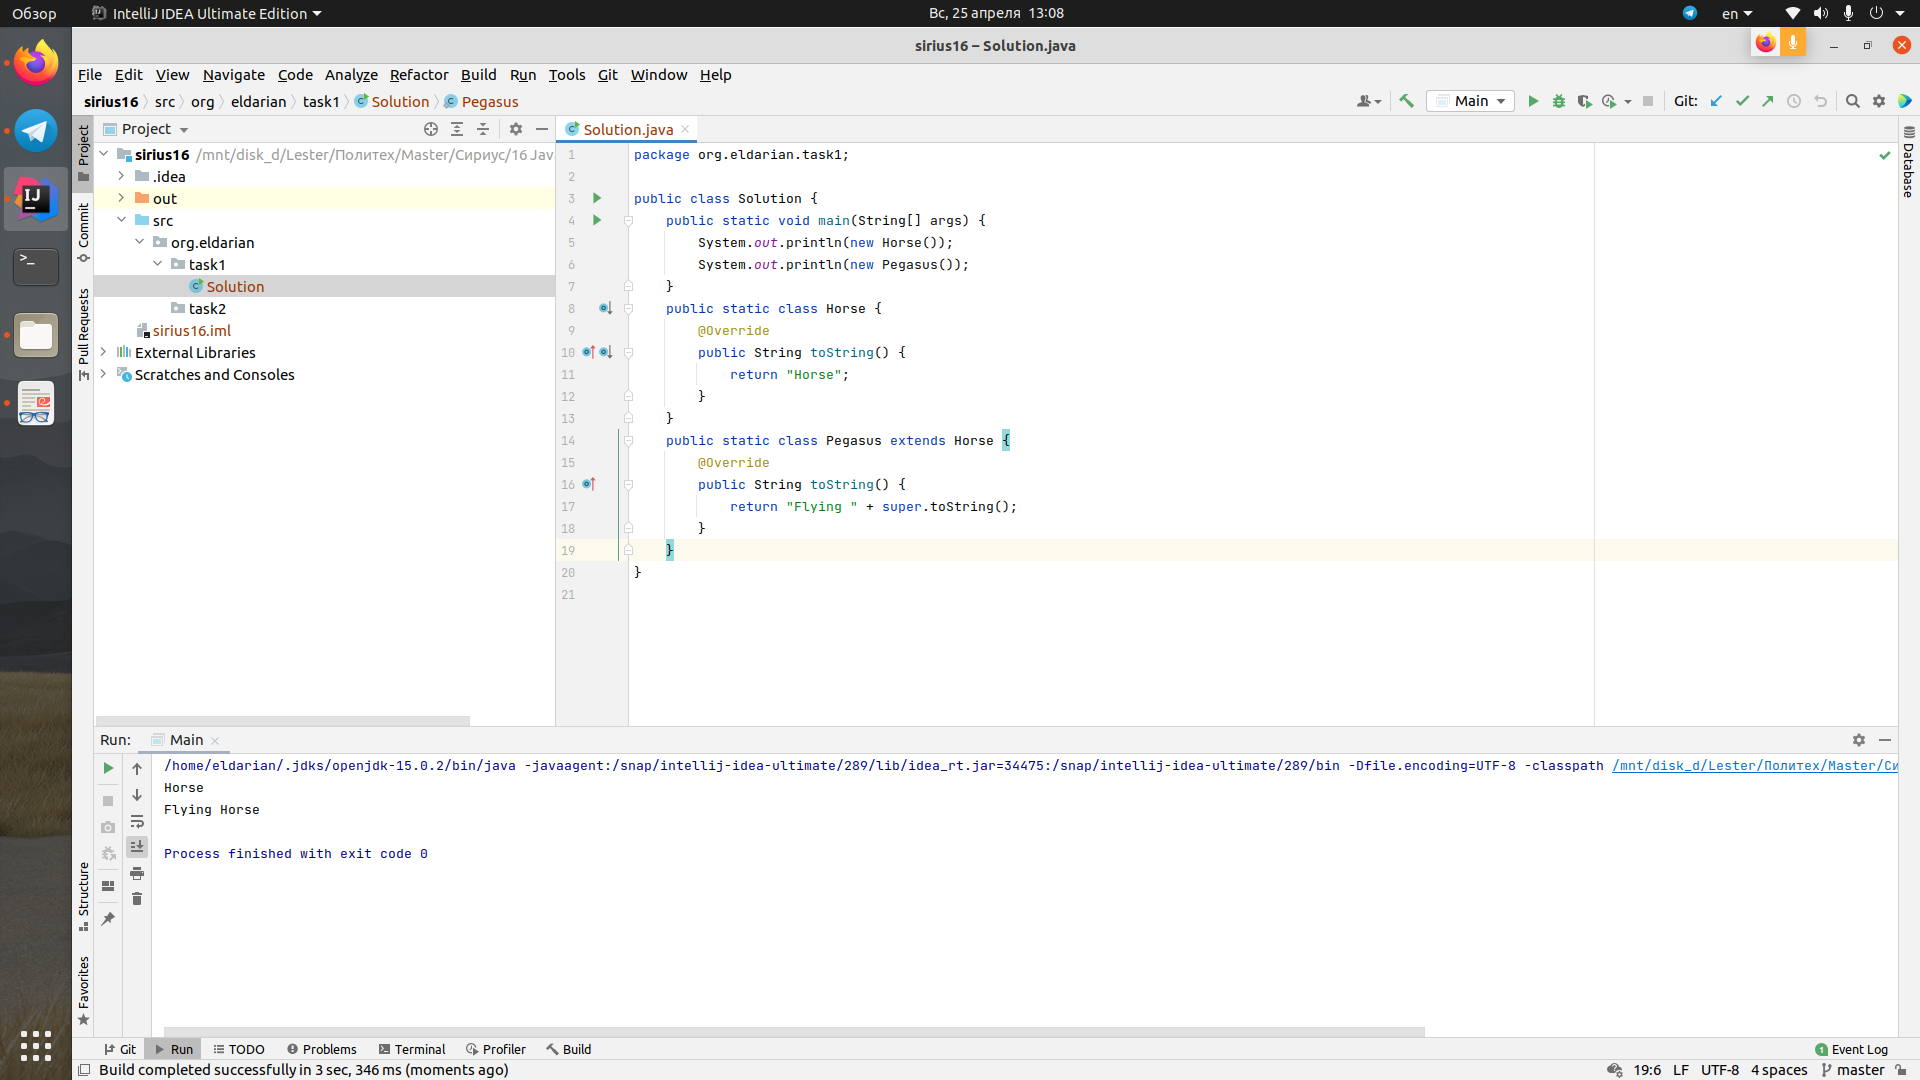 Обзор
IntelliJ IDEA Ultimate Edition
Вс, 25 апреля 13:08
en
sirius16 – Solution.java
File Edit View Navigate Code Analyze Refactor Build Run Tools Git Window Help
sirius16 src org eldarian task1 Solution Pegasus
Main
Git:
Project
Solution.java
sirius16 /mnt/disk_d/Lester/Политех/Master/Сириус/16 Java
.idea
out
src
org.eldarian
task1
Solution
task2
sirius16.iml
External Libraries
Scratches and Consoles
Project
Commit
Pull Requests
Structure
Favorites
Database
1 package org.eldarian.task1;
2
3 public class Solution {
4 public static void main(String[] args) {
5 System.out.println(new Horse());
6 System.out.println(new Pegasus());
7 }
8 public static class Horse {
9 @Override
10 public String toString() {
11 return "Horse";
12 }
13 }
14 public static class Pegasus extends Horse {
15 @Override
16 public String toString() {
17 return "Flying " + super.toString();
18 }
19 }
20 }
21
Run: Main
/home/eldarian/.jdks/openjdk-15.0.2/bin/java -javaagent:/snap/intellij-idea-ultimate/289/lib/idea_rt.jar=34475:/snap/intellij-idea-ultimate/289/bin -Dfile.encoding=UTF-8 -classpath /mnt/disk_d/Lester/Политех/Master/Си
Horse
Flying Horse
Process finished with exit code 0
Git Run TODO Problems Terminal Profiler Build
1 Event Log
Build completed successfully in 3 sec, 346 ms (moments ago)
19:6 LF UTF-8 4 spaces master